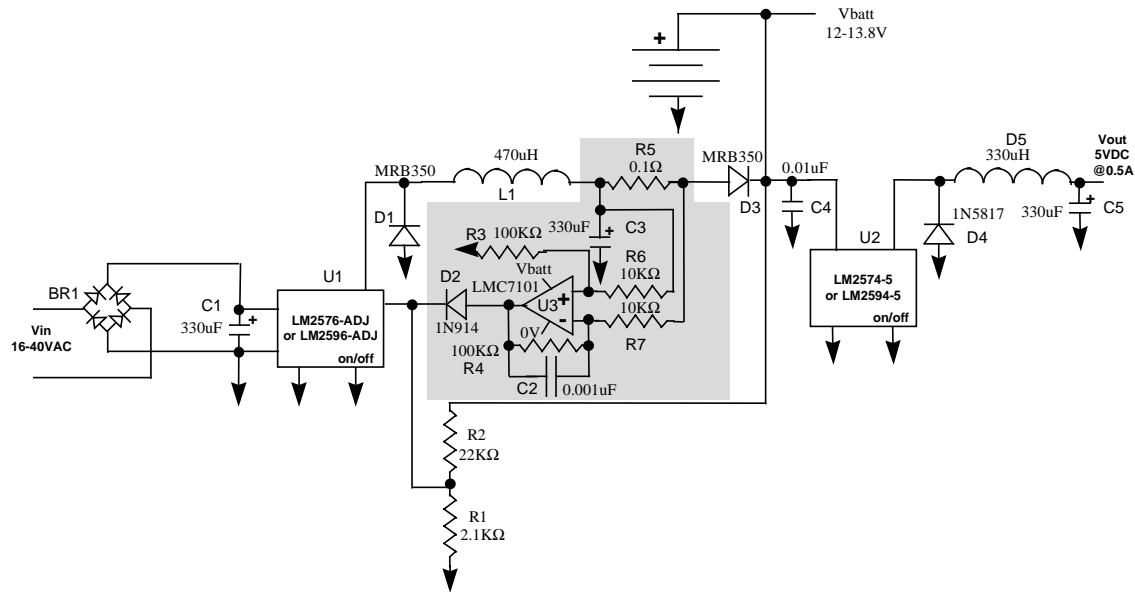 Vbatt
12-13.8V
+
R5
0.1Ω
MRB350
D3
0.01uF
C4
D5
330uH
Vout
5VDC
@0.5A
MRB350
470uH
L1
D1
1N5817
D4
330uF
+
C5
U2
LM2574-5
or LM2594-5
on/off
R3
100KΩ
330uF
C3
+
R6
10KΩ
Vbatt
LMC7101
D2
1N914
U3
+
-
0V
10KΩ
R7
100KΩ
R4
C2
0.001uF
BR1
Vin
16-40VAC
C1
330uF
+
U1
LM2576-ADJ
or LM2596-ADJ
on/off
R2
22KΩ
R1
2.1KΩ